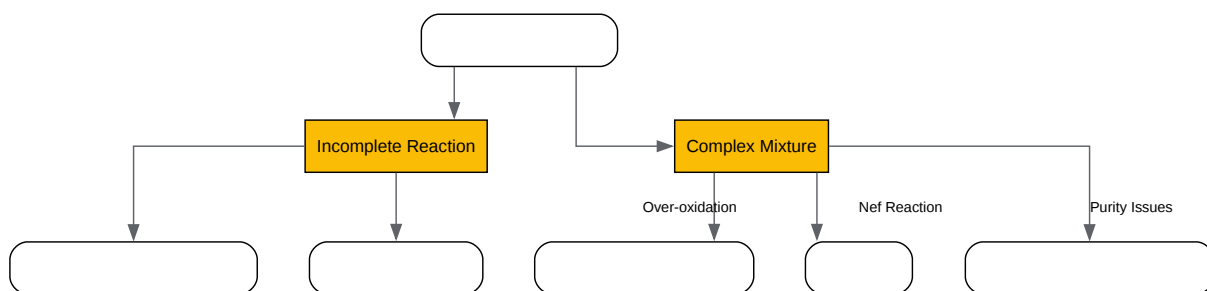 Incomplete Reaction
Complex Mixture
Over-oxidation
Nef Reaction
Purity Issues